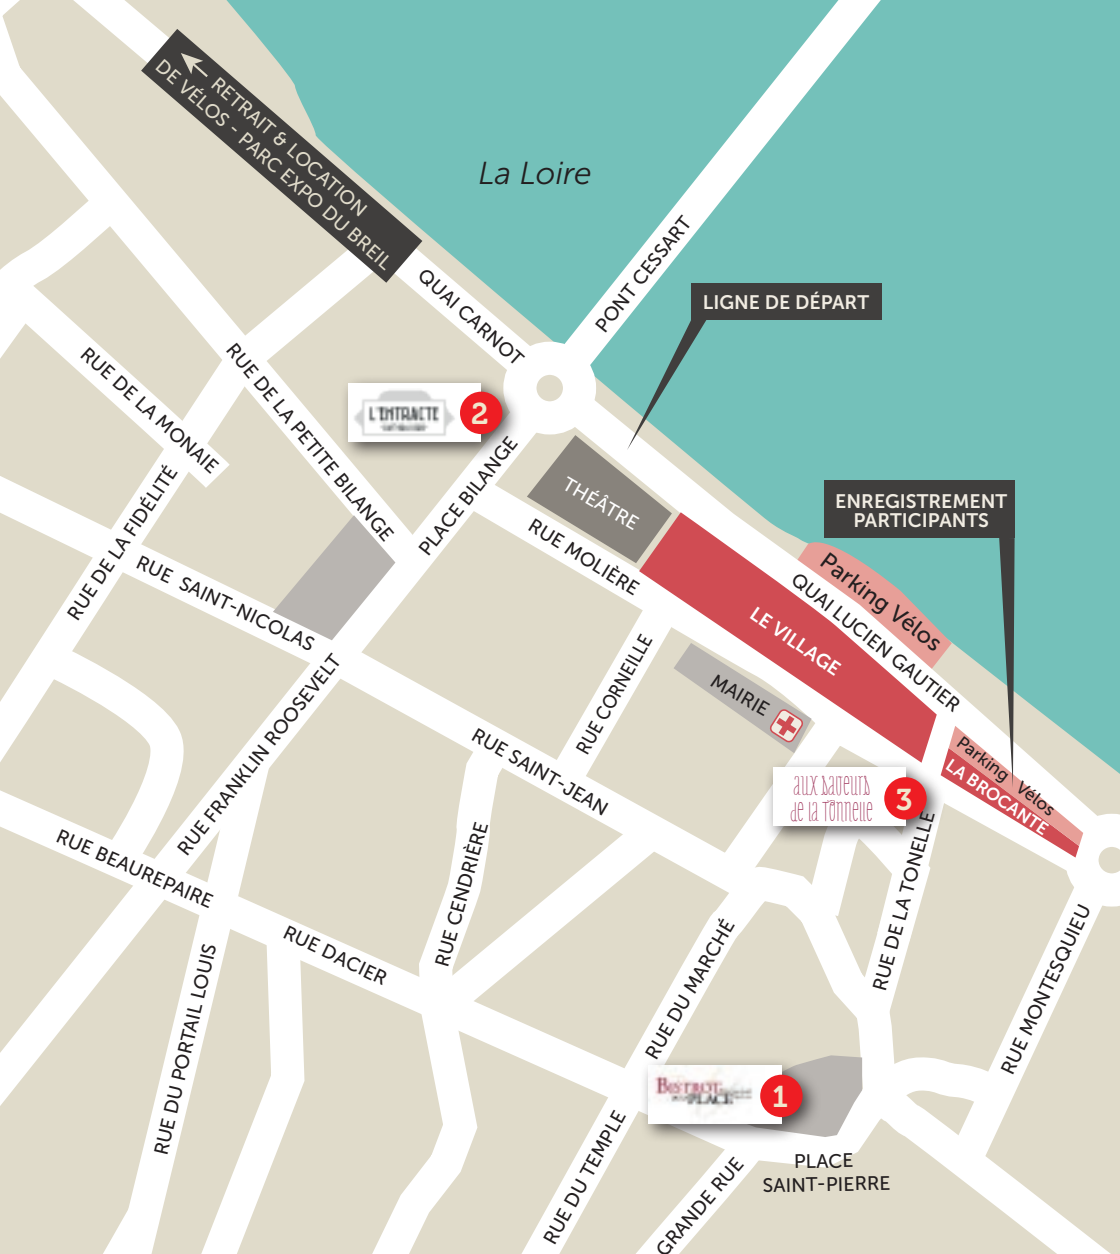 RETRAIT & LOCATION
DE VÉLOS - PARC EXPO DU BREIL
La Loire
PONT CESSART
QUAI CARNOT
LIGNE DE DÉPART
RUE DE LA MONAIE
RUE DE LA PETITE BILANGE
L'ENTRACTE
2
PLACE BILANGE
THÉÂTRE
ENREGISTREMENT
PARTICIPANTS
RUE DE LA FIDÉLITÉ
RUE SAINT-NICOLAS
RUE MOLIÈRE
Parking Vélos
QUAI LUCIEN GAUTIER
LE VILLAGE
RUE CORNEILLE
MAIRIE
RUE FRANKLIN ROOSEVELT
RUE SAINT-JEAN
Parking Vélos
LA BROCANTE
aux saveurs
de la Tonnelle
3
RUE BEAUREPAIRE
RUE CENDRIÈRE
RUE DE LA TONELLE
RUE DACIER
RUE DU MARCHÉ
RUE MONTESQUIEU
RUE DU PORTAIL LOUIS
BISTROT
PLACE
1
RUE DU TEMPLE
GRANDE RUE
PLACE
SAINT-PIERRE